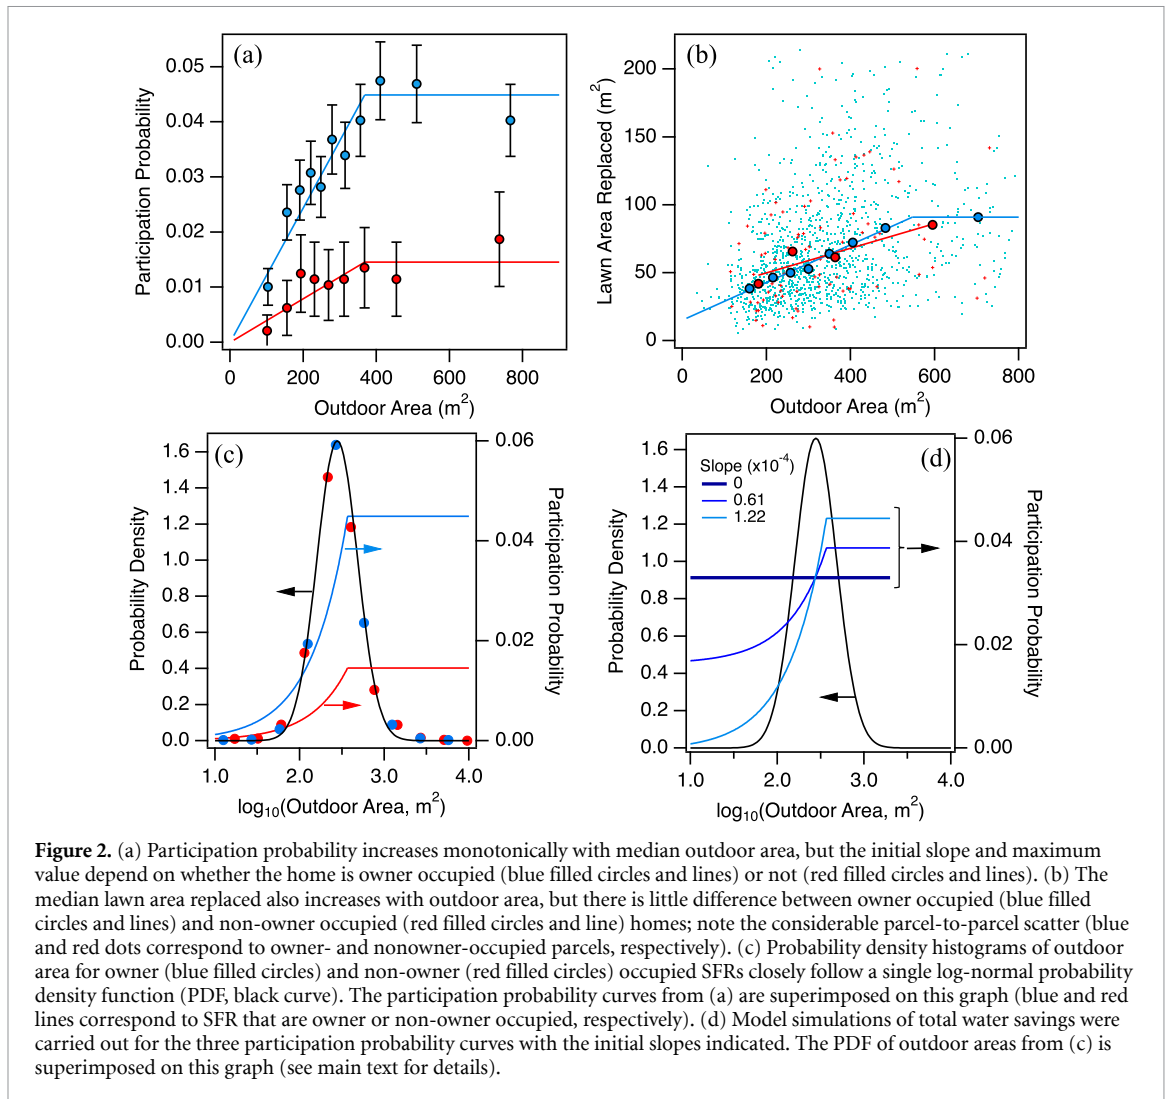 (a)
0.05
0.04
0.03
0.02
0.01
0.00
Participation Probability
0 200 400 600 800
Outdoor Area (m2)
(b)
200
150
100
50
0
Lawn Area Replaced (m2)
0 200 400 600 800
Outdoor Area (m2)
(c)
1.6
1.4
1.2
1.0
0.8
0.6
0.4
0.2
0.0
Probability Density
0.06
0.04
0.02
0.00
Participation Probability
1.0 2.0 3.0 4.0
log10(Outdoor Area, m2)
(d)
Slope (x10-4)
0
0.61
1.22
1.6
1.4
1.2
1.0
0.8
0.6
0.4
0.2
0.0
Probability Density
0.06
0.04
0.02
0.00
Participation Probability
1.0 2.0 3.0 4.0
log10(Outdoor Area, m2)
Figure 2. (a) Participation probability increases monotonically with median outdoor area, but the initial slope and maximum
value depend on whether the home is owner occupied (blue filled circles and lines) or not (red filled circles and lines). (b) The
median lawn area replaced also increases with outdoor area, but there is little difference between owner occupied (blue filled
circles and lines) and non-owner occupied (red filled circles and line) homes; note the considerable parcel-to-parcel scatter (blue
and red dots correspond to owner- and nonowner-occupied parcels, respectively). (c) Probability density histograms of outdoor
area for owner (blue filled circles) and non-owner (red filled circles) occupied SFRs closely follow a single log-normal probability
density function (PDF, black curve). The participation probability curves from (a) are superimposed on this graph (blue and red
lines correspond to SFR that are owner or non-owner occupied, respectively). (d) Model simulations of total water savings were
carried out for the three participation probability curves with the initial slopes indicated. The PDF of outdoor areas from (c) is
superimposed on this graph (see main text for details).